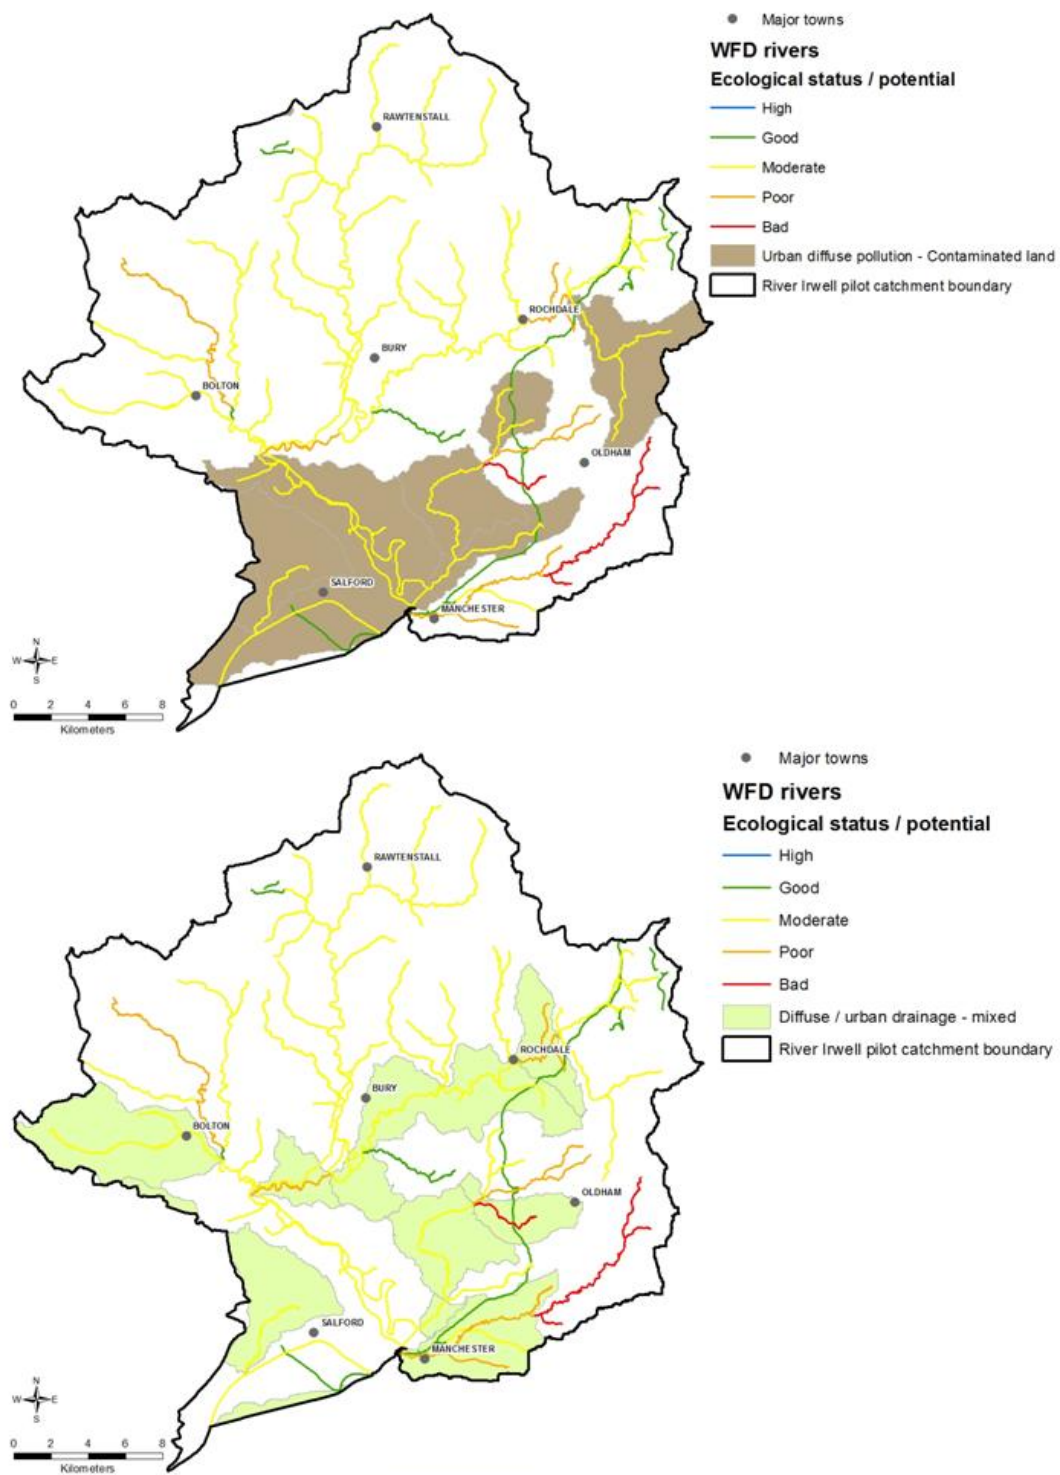 Major towns
WFD rivers
Ecological status / potential
High
Good
Moderate
Poor
Bad
Urban diffuse pollution - Contaminated land
River Irwell pilot catchment boundary
RAWTENSTALL
ROCHDALE
BURY
BOLTON
OLDHAM
SALFORD
MANCHESTER
N
W E
S
0 2 4 6 8
Kilometers
Major towns
WFD rivers
Ecological status / potential
High
Good
Moderate
Poor
Bad
Diffuse / urban drainage - mixed
River Irwell pilot catchment boundary
RAWTENSTALL
ROCHDALE
BURY
BOLTON
OLDHAM
SALFORD
MANCHESTER
N
W E
S
0 2 4 6 8
Kilometers